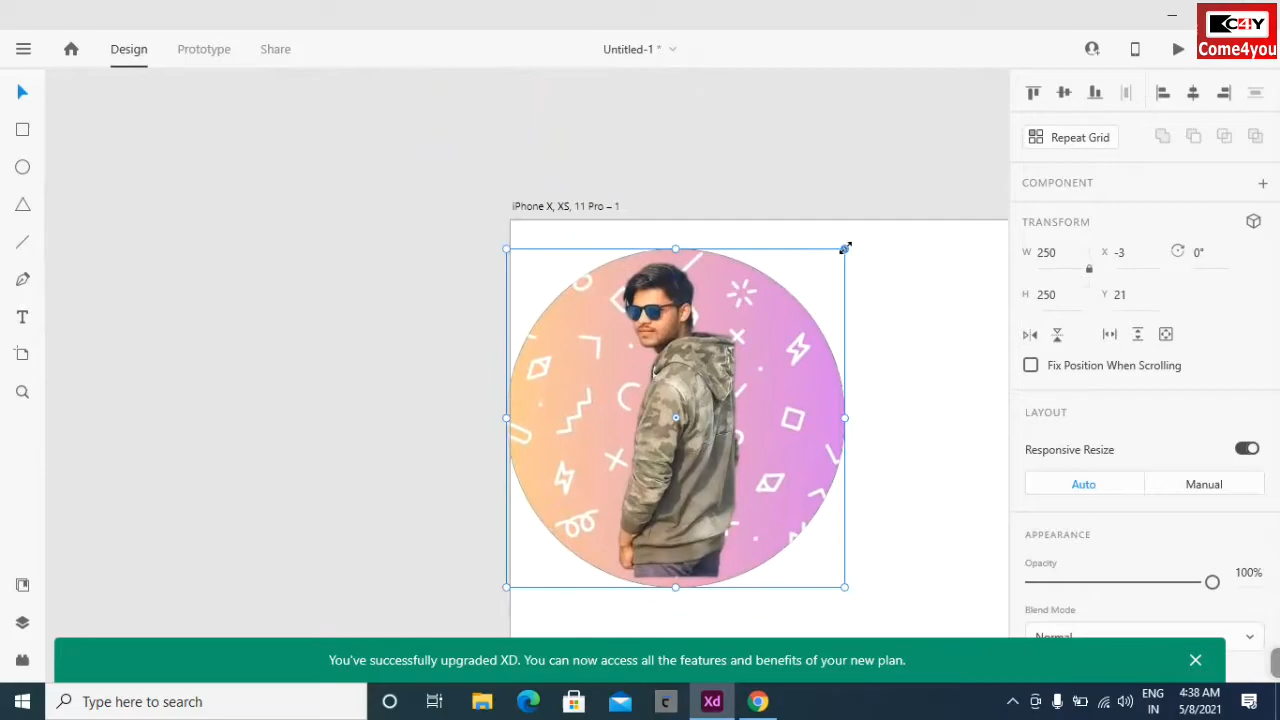 C4Y
Come4you
Design
Prototype
Share
Untitled-1 *
Repeat Grid
COMPONENT
iPhone X, XS, 11 Pro – 1
TRANSFORM
W 250 X -3 0°
H 250 Y 21
Fix Position When Scrolling
LAYOUT
Responsive Resize
Auto Manual
APPEARANCE
Opacity
100%
Blend Mode
Normal
You've successfully upgraded XD. You can now access all the features and benefits of your new plan.
Type here to search
Xd
ENG
IN
4:38 AM
5/8/2021